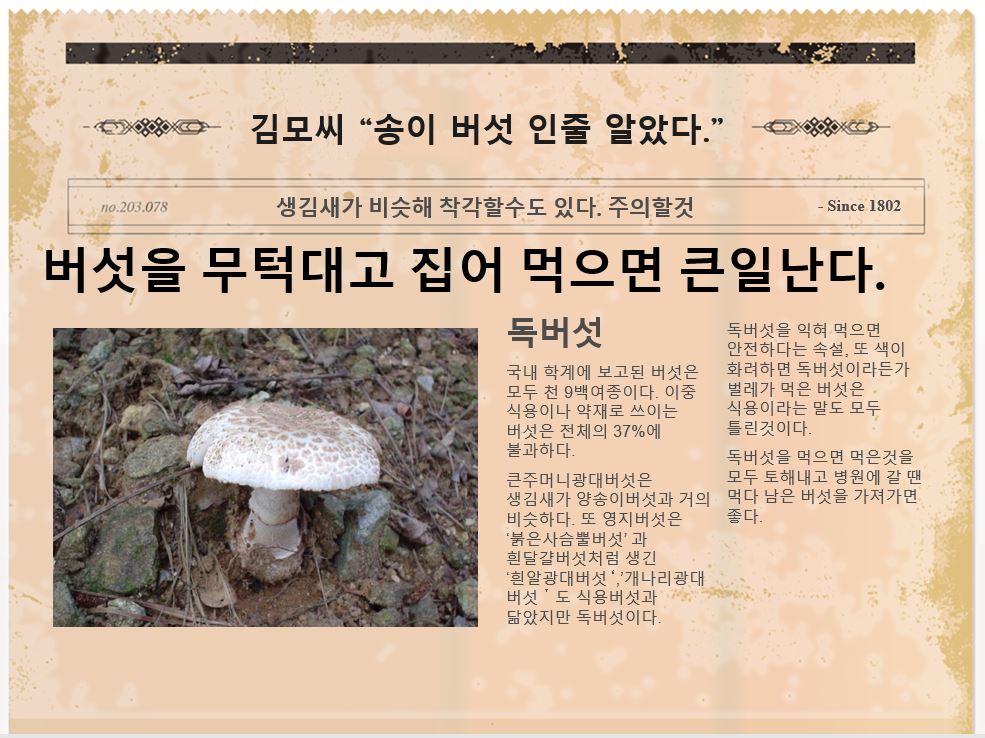 김모씨 “송이 버섯 인줄 알았다.”
no.203.078
생김새가 비슷해 착각할수도 있다. 주의할것
- Since 1802
버섯을 무턱대고 집어 먹으면 큰일난다.
독버섯
국내 학계에 보고된 버섯은
모두 천 9백여종이다. 이중
식용이나 약재로 쓰이는
버섯은 전체의 37%에
불과하다.
큰주머니광대버섯은
생김새가 양송이버섯과 거의
비슷하다. 또 영지버섯은
‘붉은사슴뿔버섯’ 과
흰달걀버섯처럼 생긴
‘흰알광대버섯‘,’개나리광대
버섯 ’ 도 식용버섯과
닮았지만 독버섯이다.
독버섯을 익혀 먹으면
안전하다는 속설, 또 색이
화려하면 독버섯이라든가
벌레가 먹은 버섯은
식용이라는 말도 모두
틀린것이다.
독버섯을 먹으면 먹은것을
모두 토해내고 병원에 갈 땐
먹다 남은 버섯을 가져가면
좋다.